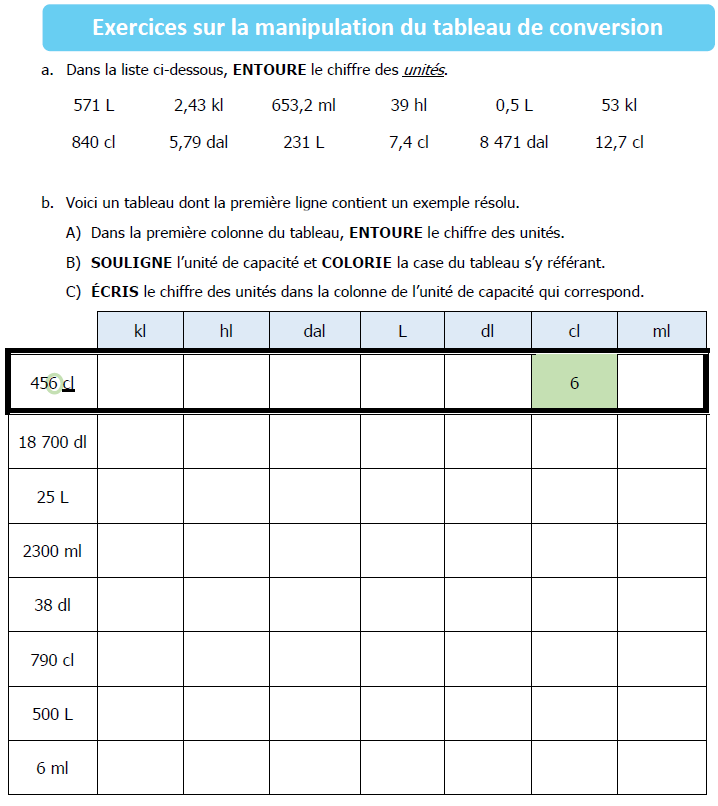 Exercices sur la manipulation du tableau de conversion
a. Dans la liste ci-dessous, ENTOURE le chiffre des unités.
571 L 2,43 kl 653,2 ml 39 hl 0,5 L 53 kl
840 cl 5,79 dal 231 L 7,4 cl 8 471 dal 12,7 cl
b. Voici un tableau dont la première ligne contient un exemple résolu.
A) Dans la première colonne du tableau, ENTOURE le chiffre des unités.
B) SOULIGNE l’unité de capacité et COLORIE la case du tableau s’y référant.
C) ÉCRIS le chiffre des unités dans la colonne de l’unité de capacité qui correspond.
kl hl dal L dl cl ml
456 cl 6
18 700 dl
25 L
2300 ml
38 dl
790 cl
500 L
6 ml